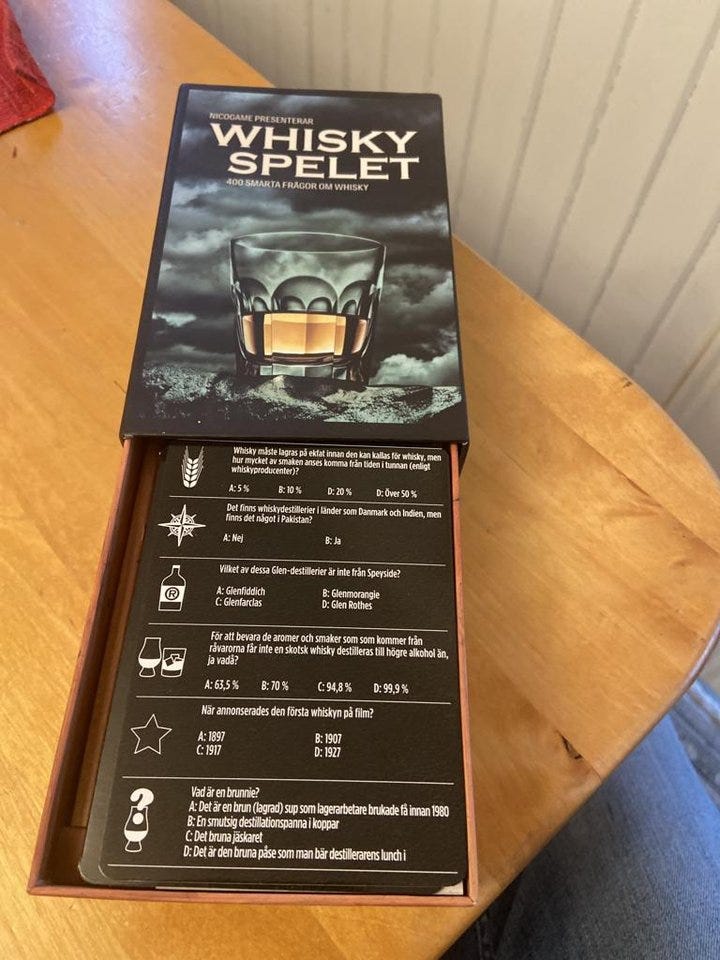 NICOGAME PRESENTERAR
WHISKY
SPELET
400 SMARTA FRÅGOR OM WHISKY
Whisky måste lagras på ekfat innan den kan kallas för whisky, men
hur mycket av smaken anses komma från tiden i tunnan (enligt
whiskyproducenter)?
A: 5 % B: 10 % D: 20 % D: Över 50 %
Det finns whiskydestillerier i länder som Danmark och Indien, men
finns det något i Pakistan?
A: Nej B: Ja
Vilket av dessa Glen-destillerier är inte från Speyside?
A: Glenfiddich B: Glenmorangie
C: Glenfarclas D: Glen Rothes
R
För att bevara de aromer och smaker som som kommer från
råvarorna får inte en skotsk whisky destilleras till högre alkohol än,
ja vadå?
A: 63,5 % B: 70 % C: 94,8 % D: 99,9 %
När annonserades den första whiskyn på film?
A: 1897 B: 1907
C: 1917 D: 1927
?
Vad är en brunnie?
A: Det är en brun (lagrad) sup som lagerarbetare brukade få innan 1980
B: En smutsig destillationspanna i koppar
C: Det bruna jäskaret
D: Det är den bruna påse som man bär destillerarens lunch i